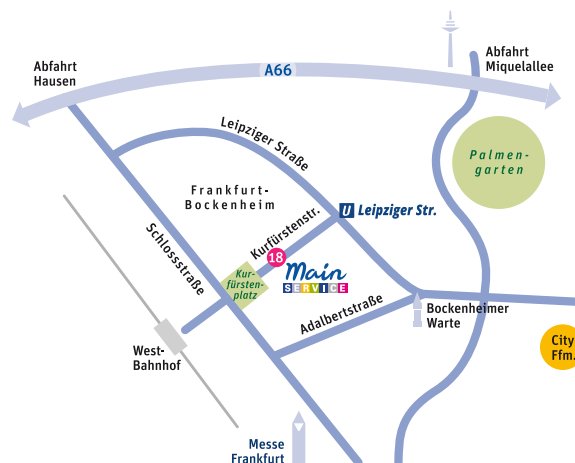 Abfahrt
Hausen
A66
Abfahrt
Miquelallee
Leipziger Straße
Palmen-
garten
Frankfurt-
Bockenheim
U Leipziger Str.
Kurfürstenstr.
18
Main
SERVICE
Schlossstraße
Kur-
fürsten-
platz
Adalbertstraße
Bockenheimer
Warte
West-
Bahnhof
City
Ffm.
Messe
Frankfurt